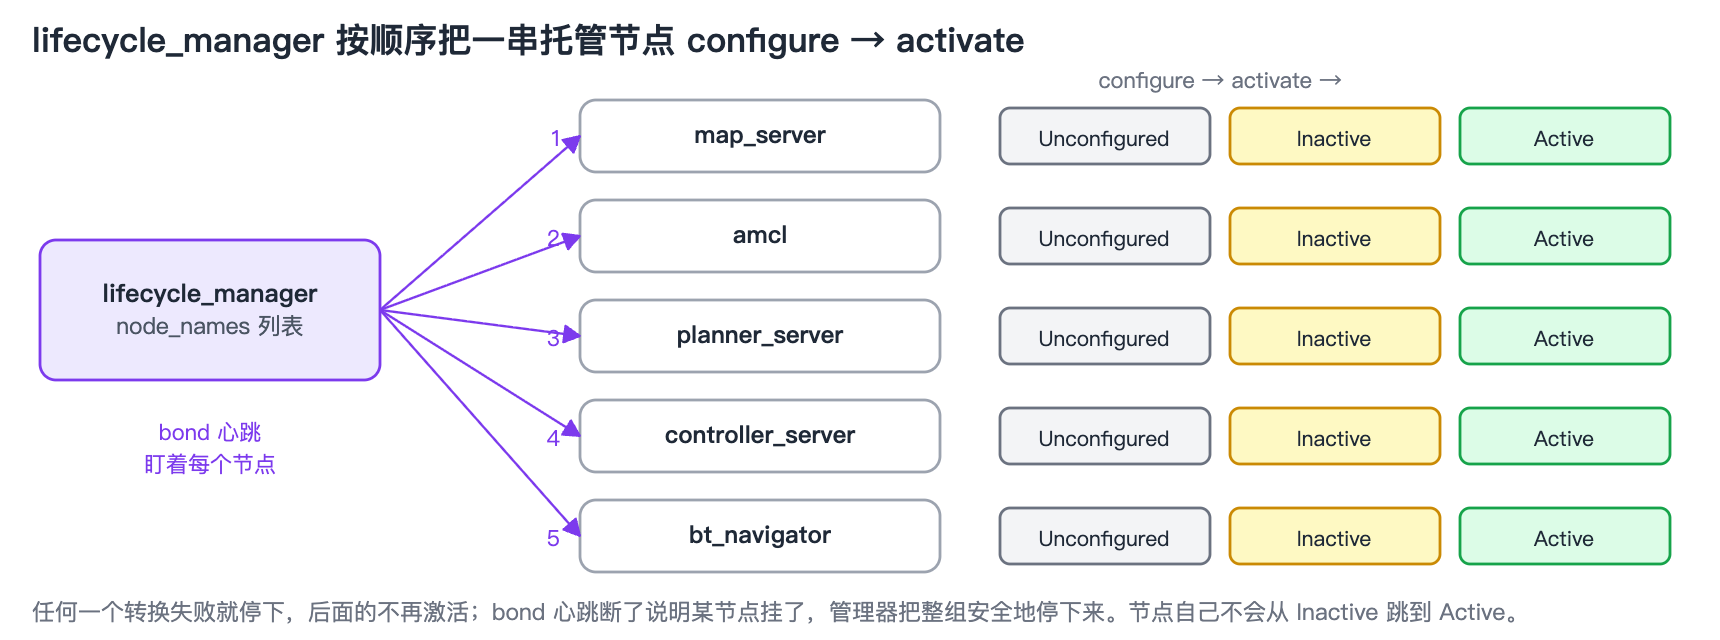 lifecycle_manager 按顺序把一串托管节点 configure → activate
configure → activate →
1
map_server
Unconfigured
Inactive
Active
2
amcl
Unconfigured
Inactive
Active
lifecycle_manager
node_names 列表
3
planner_server
Unconfigured
Inactive
Active
bond 心跳
盯着每个节点
4
controller_server
Unconfigured
Inactive
Active
5
bt_navigator
Unconfigured
Inactive
Active
任何一个转换失败就停下，后面的不再激活；bond 心跳断了说明某节点挂了，管理器把整组安全地停下来。节点自己不会从 Inactive 跳到 Active。